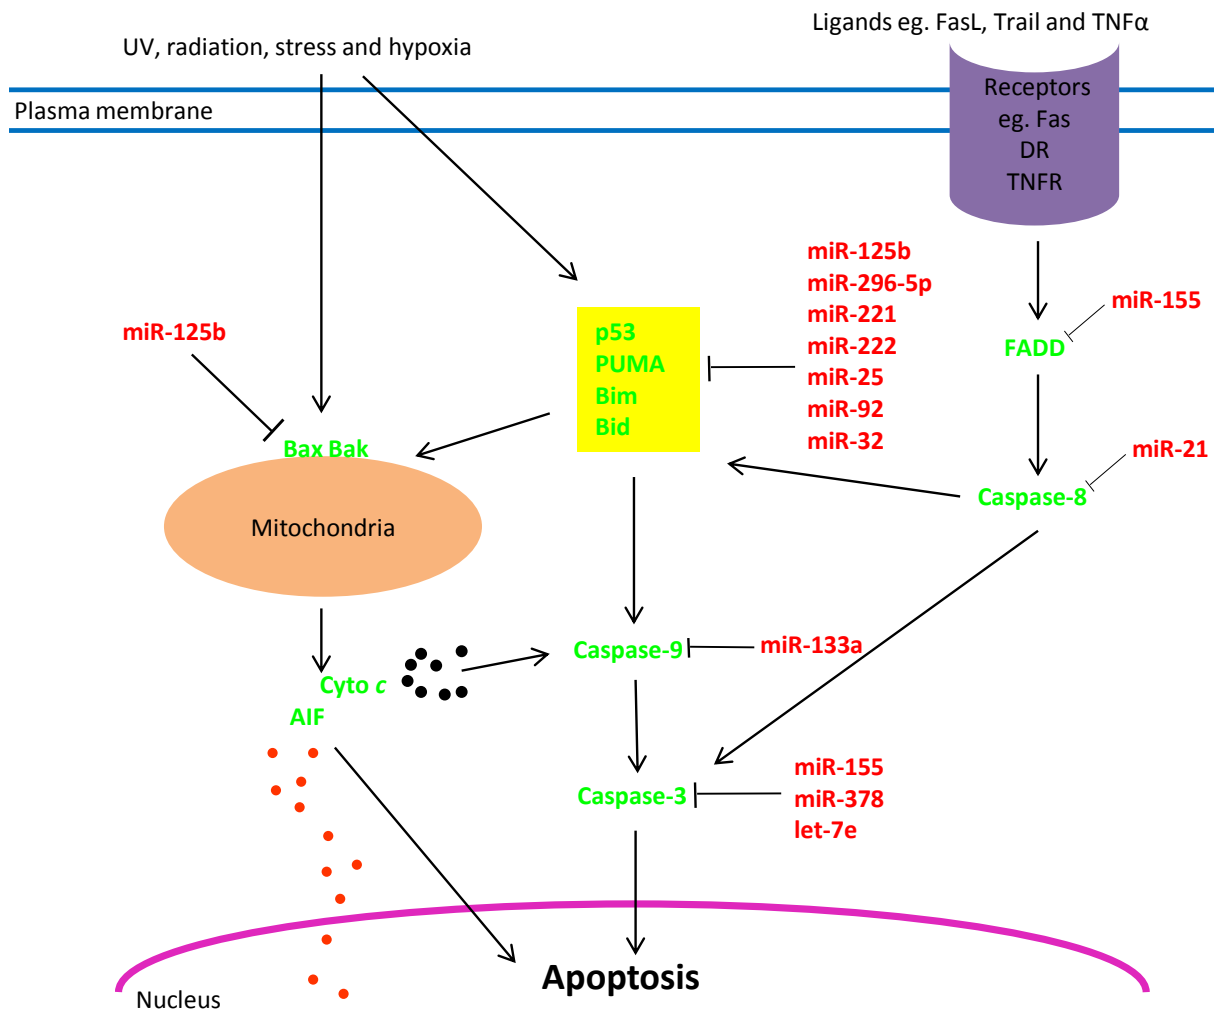 Ligands eg. FasL, Trail and TNFα
UV, radiation, stress and hypoxia
Plasma membrane
Receptors
eg. Fas
DR
TNFR
miR-125b
miR-125b
miR-296-5p
miR-221
miR-222
miR-25
miR-92
miR-32
miR-155
p53
PUMA
Bim
Bid
FADD
Bax Bak
miR-21
Caspase-8
Mitochondria
Caspase-9
miR-133a
Cyto c
AIF
Caspase-3
miR-155
miR-378
let-7e
Apoptosis
Nucleus